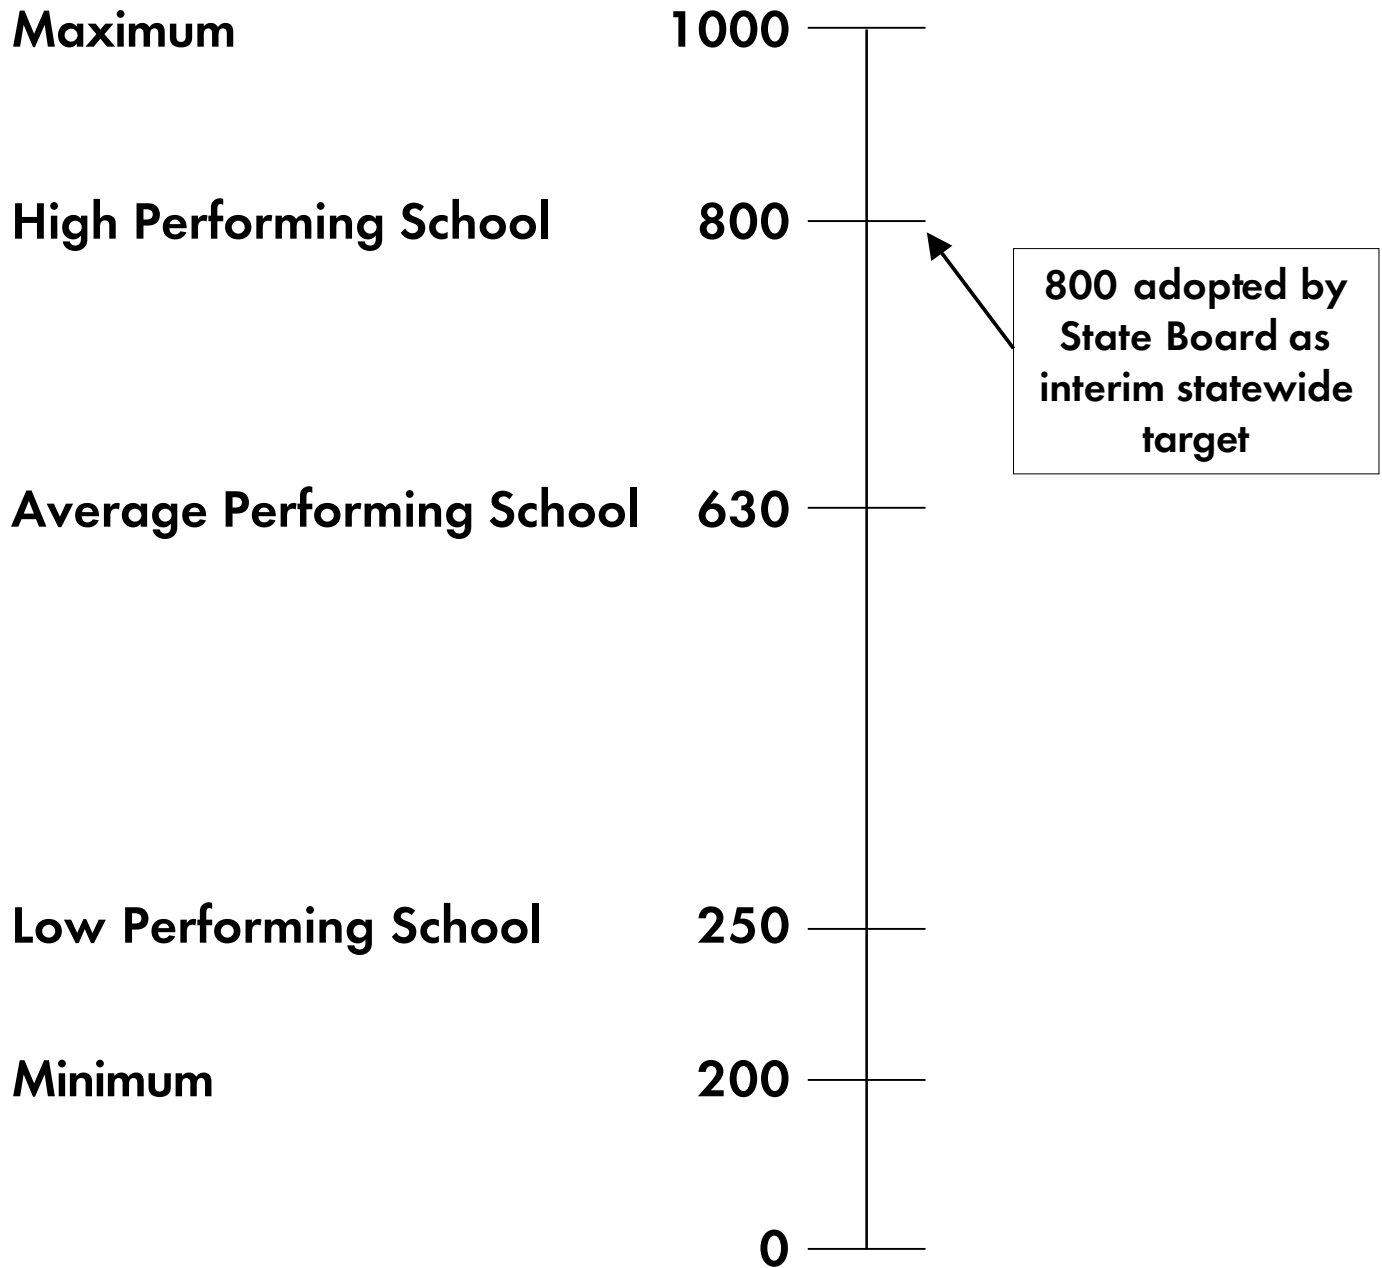 Maximum 1000
High Performing School 800
800 adopted by
State Board as
interim statewide
target
Average Performing School 630
Low Performing School 250
Minimum 200
0